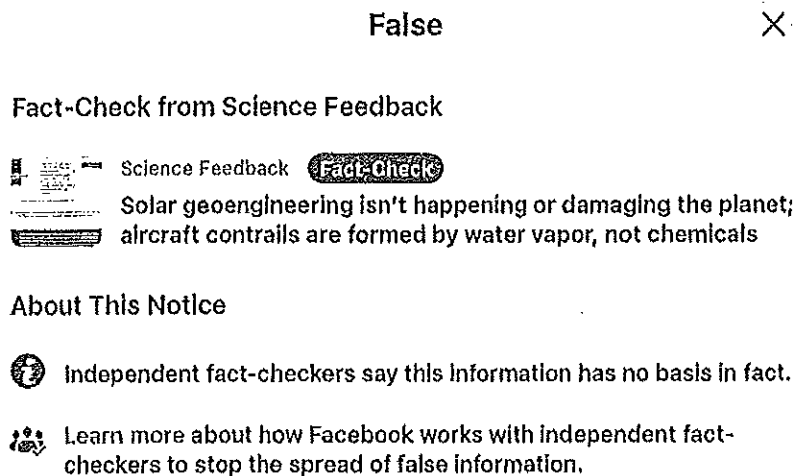 False
Fact-Check from Science Feedback
Science Feedback Fact-Check
Solar geoengineering isn't happening or damaging the planet;
aircraft contrails are formed by water vapor, not chemicals
About This Notice
Independent fact-checkers say this information has no basis in fact.
Learn more about how Facebook works with independent fact-
checkers to stop the spread of false information.